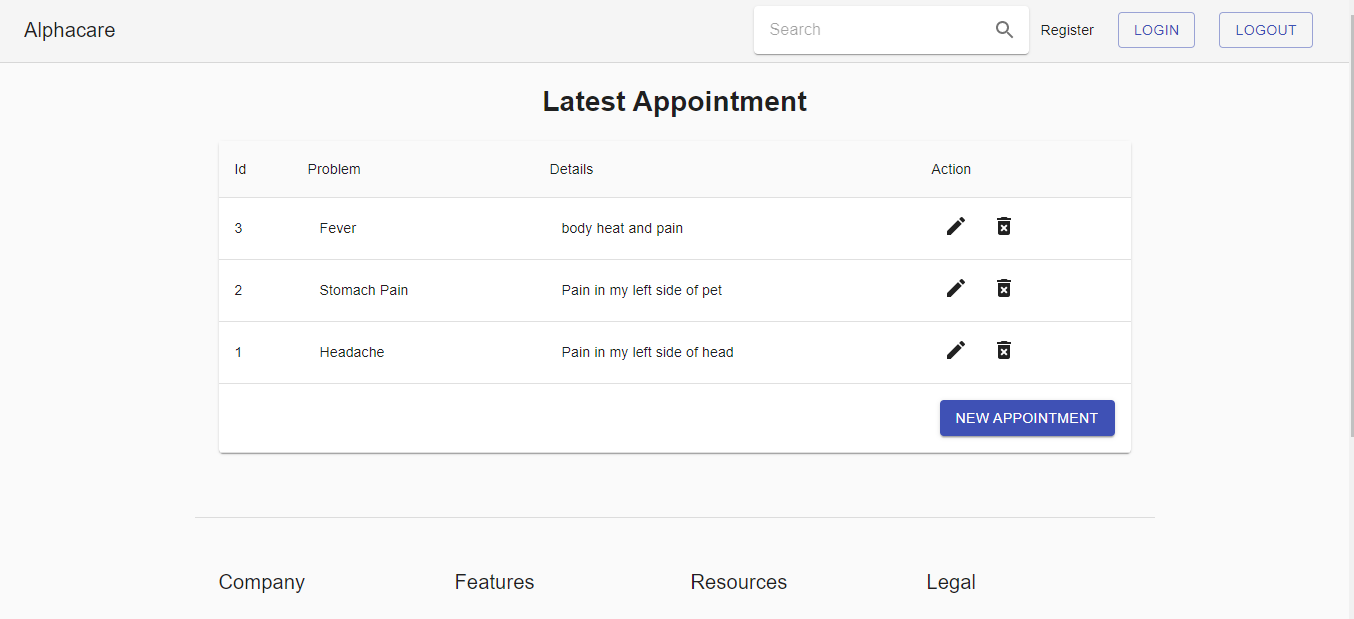 Alphacare
Search
Register
LOGIN
LOGOUT
Latest Appointment
Id Problem Details Action
3 Fever body heat and pain
2 Stomach Pain Pain in my left side of pet
1 Headache Pain in my left side of head
NEW APPOINTMENT
Company Features Resources Legal